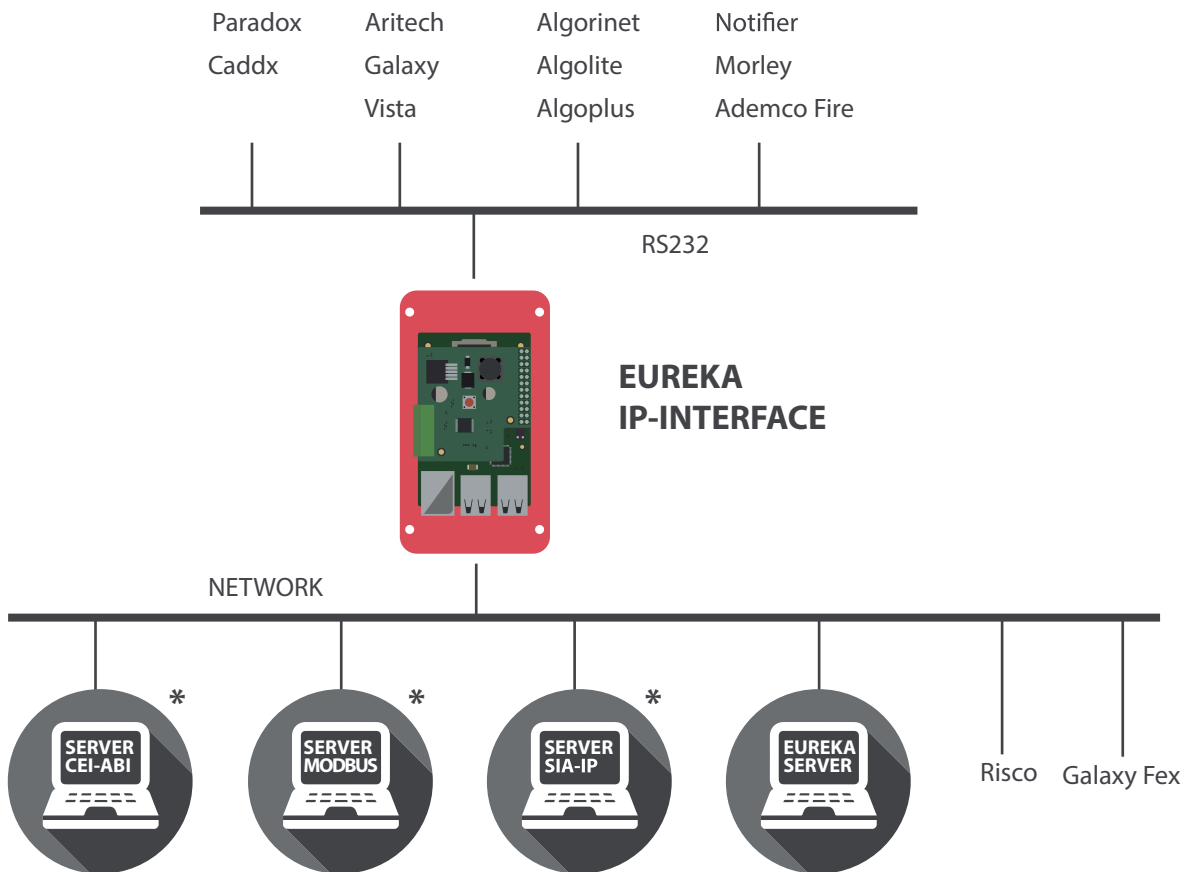 Paradox Aritech Algorinet Notifier
Caddx Galaxy Algolite Morley
Vista Algoplus Ademco Fire
RS232
EUREKA
IP-INTERFACE
NETWORK
* * *
SERVER SERVER SERVER EUREKA
CEI-ABI MODBUS SIA-IP SERVER
Risco Galaxy Fex